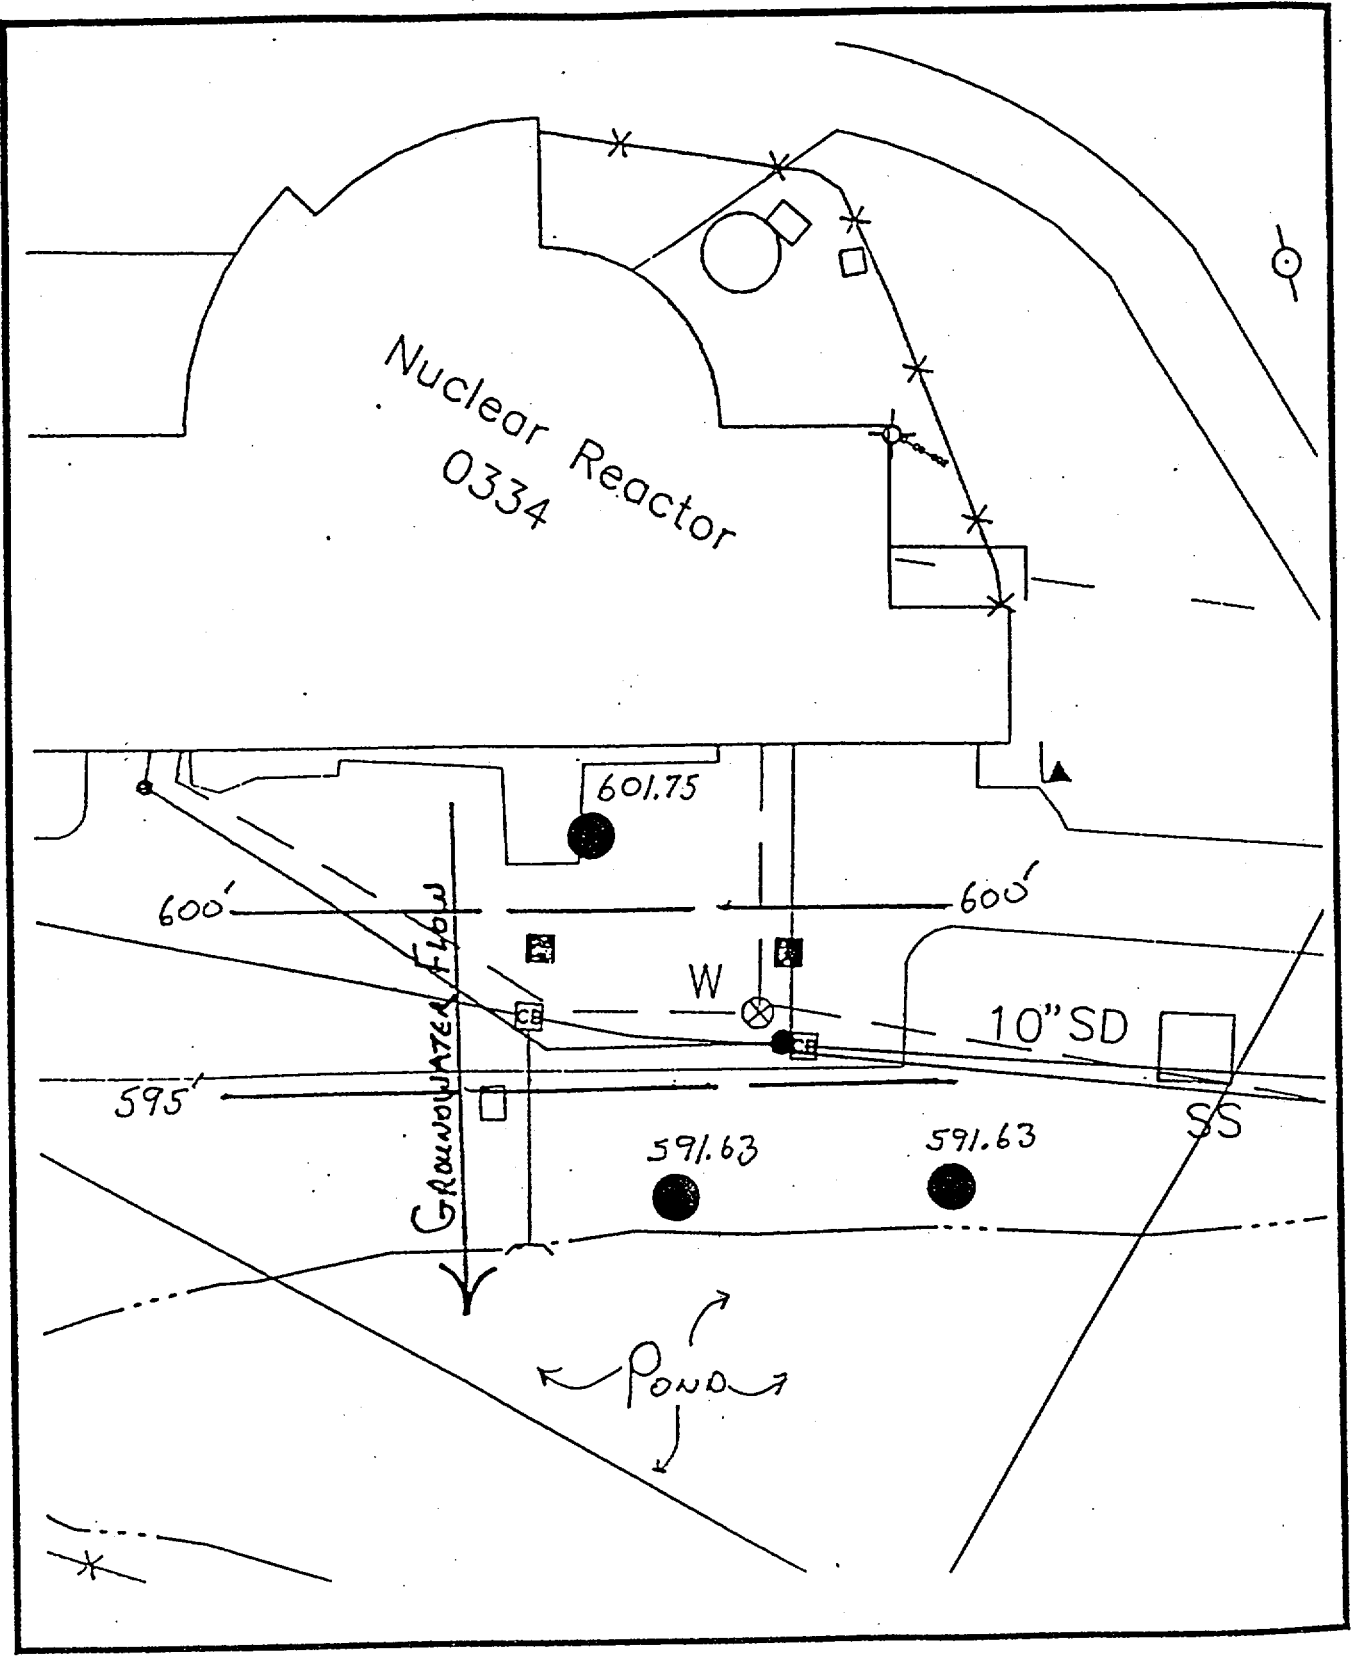 Nuclear Reactor
0334
601.75
600'
600'
W
CB
10"SD
CB
595'
GROUNDWATER FLOW
591.63
591.63
SS
POND